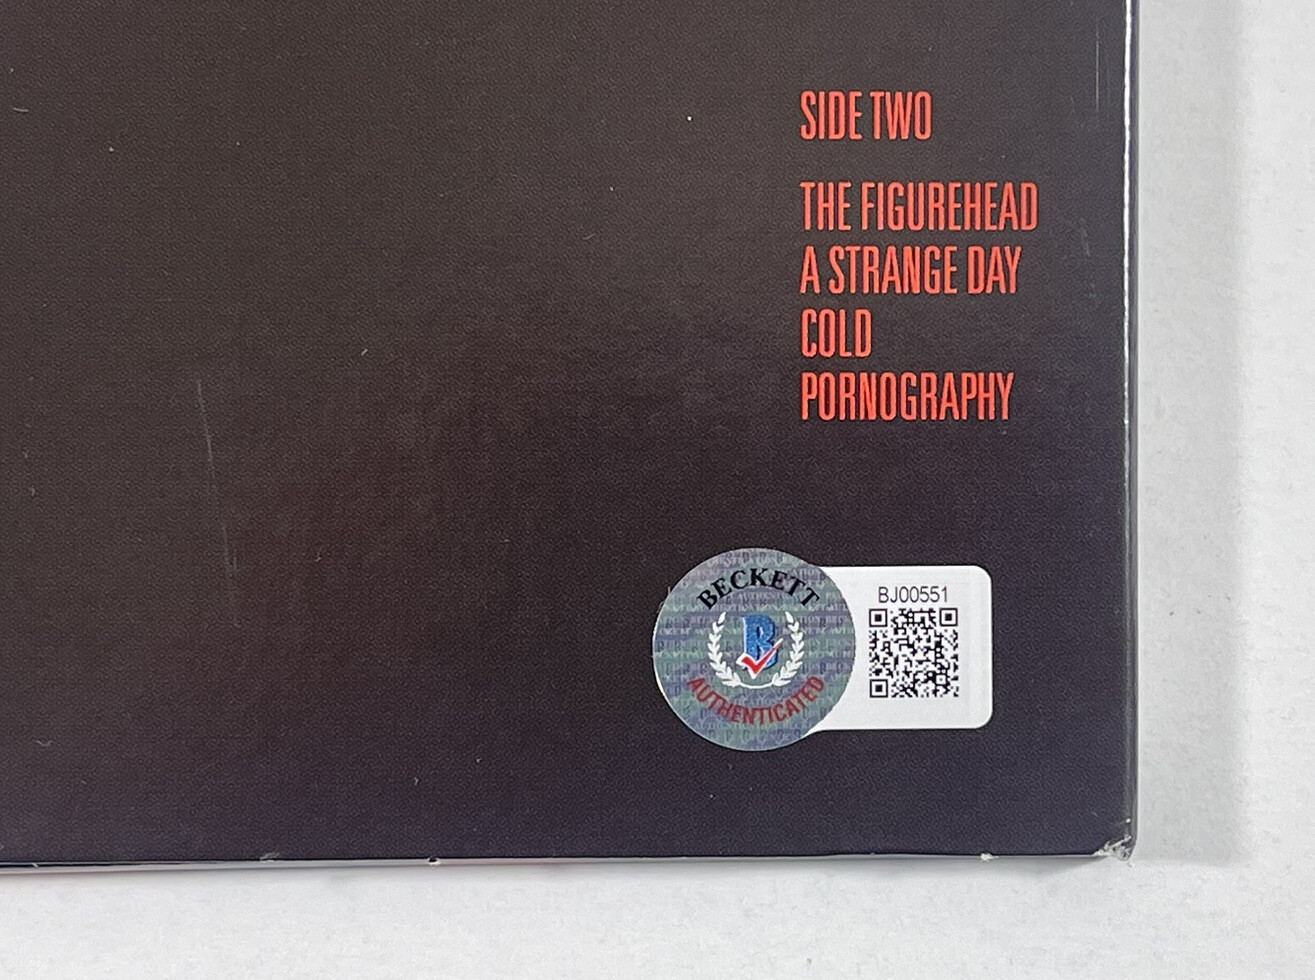 SIDE TWO
THE FIGUREHEAD
A STRANGE DAY
COLD
PORNOGRAPHY
BECKETT
B
AUTHENTICATED
BJ00551